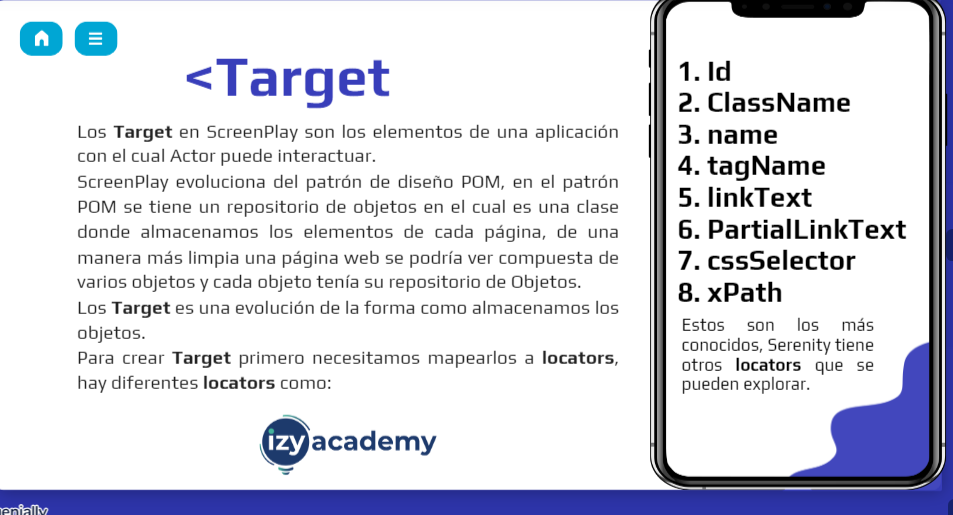 <Target
Los Target en ScreenPlay son los elementos de una aplicación
con el cual Actor puede interactuar.
ScreenPlay evoluciona del patrón de diseño POM, en el patrón
POM se tiene un repositorio de objetos en el cual es una clase
donde almacenamos los elementos de cada página, de una
manera más limpia una página web se podría ver compuesta de
varios objetos y cada objeto tenía su repositorio de Objetos.
Los Target es una evolución de la forma como almacenamos los
objetos.
Para crear Target primero necesitamos mapearlos a locators,
hay diferentes locators como:
izyacademy
1. Id
2. ClassName
3. name
4. tagName
5. linkText
6. PartialLinkText
7. cssSelector
8. xPath
Estos son los más
conocidos, Serenity tiene
otros locators que se
pueden explorar.
genially